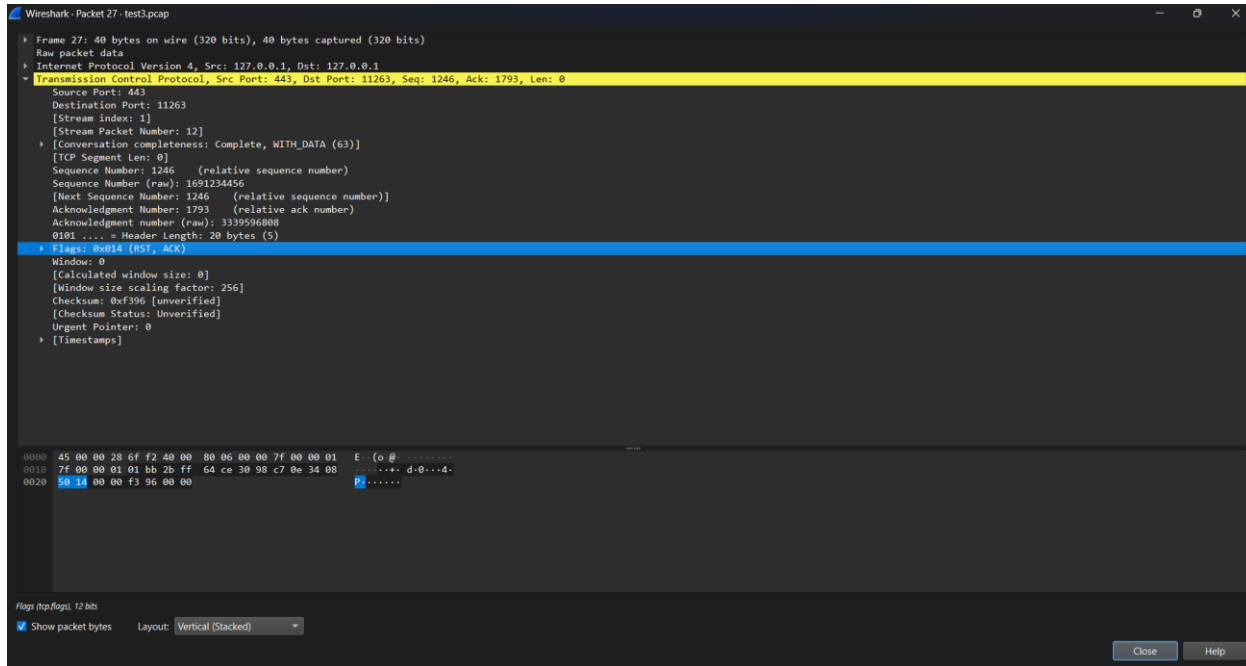 Wireshark · Packet 27 · test3.pcap
Frame 27: 40 bytes on wire (320 bits), 40 bytes captured (320 bits)
Raw packet data
Internet Protocol Version 4, Src: 127.0.0.1, Dst: 127.0.0.1
Transmission Control Protocol, Src Port: 443, Dst Port: 11263, Seq: 1246, Ack: 1793, Len: 0
Source Port: 443
Destination Port: 11263
[Stream index: 1]
[Stream Packet Number: 12]
[Conversation completeness: Complete, WITH_DATA (63)]
[TCP Segment Len: 0]
Sequence Number: 1246 (relative sequence number)
Sequence Number (raw): 1691234456
[Next Sequence Number: 1246 (relative sequence number)]
Acknowledgment Number: 1793 (relative ack number)
Acknowledgment number (raw): 3339596808
0101 .... = Header Length: 20 bytes (5)
Flags: 0x014 (RST, ACK)
Window: 0
[Calculated window size: 0]
[Window size scaling factor: 256]
Checksum: 0xf396 [unverified]
[Checksum Status: Unverified]
Urgent Pointer: 0
[Timestamps]
0000 45 00 00 28 6f f2 40 00 80 06 00 00 7f 00 00 01 E··(o·@· ········
0010 7f 00 00 01 01 bb 2b ff 64 ce 30 98 c7 0e 34 08 ······+· d·0···4·
0020 50 14 00 00 f3 96 00 00 P·······
Flags (tcp.flags), 12 bits
Show packet bytes Layout: Vertical (Stacked)
Close Help